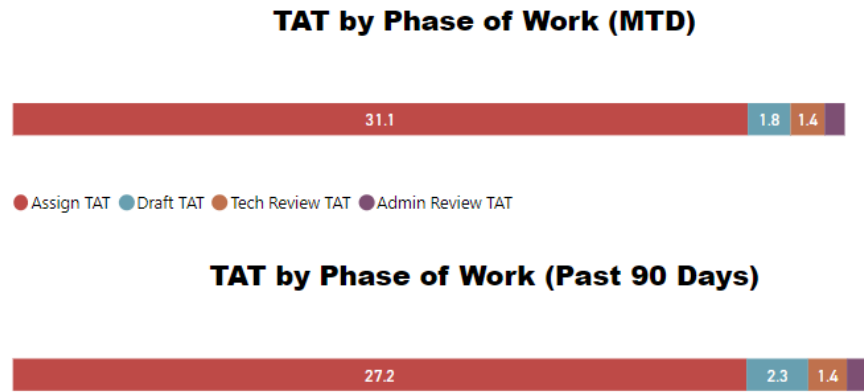 TAT by Phase of Work (MTD)
31.1 1.8 1.4
Assign TAT Draft TAT Tech Review TAT Admin Review TAT
TAT by Phase of Work (Past 90 Days)
27.2 2.3 1.4